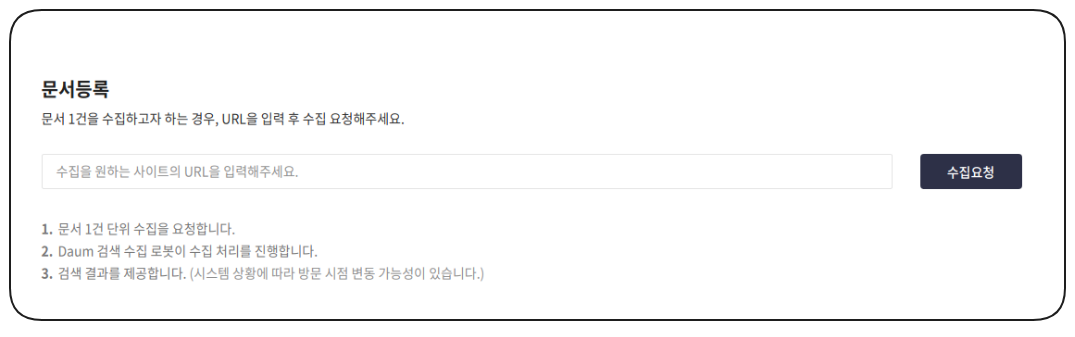 문서등록
문서 1건을 수집하고자 하는 경우, URL을 입력 후 수집 요청해주세요.
수집을 원하는 사이트의 URL을 입력해주세요.
수집요청
1. 문서 1건 단위 수집을 요청합니다.
2. Daum 검색 수집 로봇이 수집 처리를 진행합니다.
3. 검색 결과를 제공합니다. (시스템 상황에 따라 방문 시점 변동 가능성이 있습니다.)